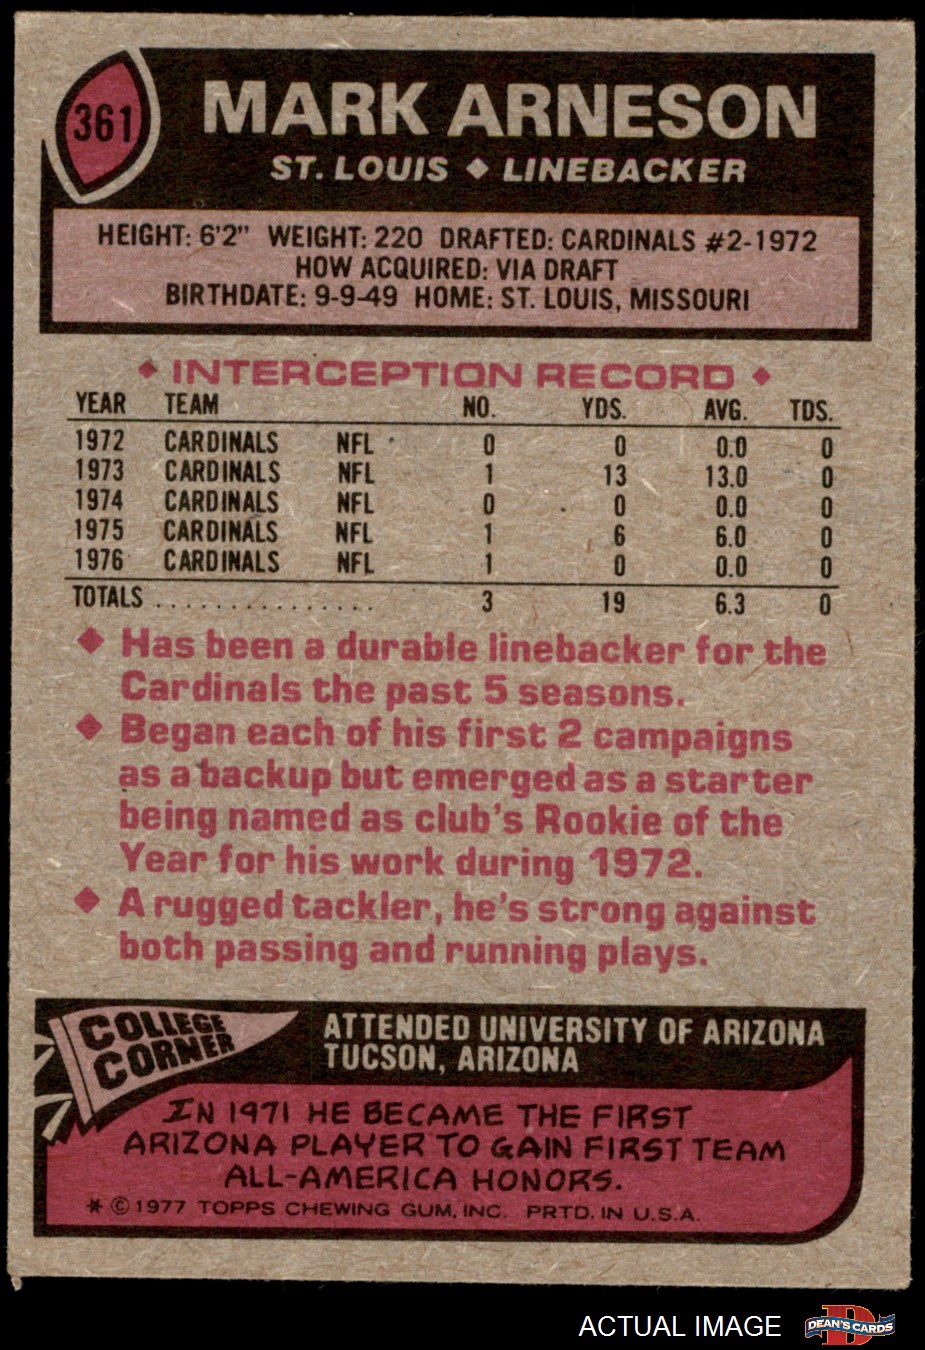 361
MARK ARNESON
ST. LOUIS ◆ LINEBACKER
HEIGHT: 6'2" WEIGHT: 220 DRAFTED: CARDINALS #2-1972
HOW ACQUIRED: VIA DRAFT
BIRTHDATE: 9-9-49 HOME: ST. LOUIS, MISSOURI
◆ INTERCEPTION RECORD ◆
YEAR TEAM NO. YDS. AVG. TDS.
1972 CARDINALS NFL 0 0 0.0 0
1973 CARDINALS NFL 1 13 13.0 0
1974 CARDINALS NFL 0 0 0.0 0
1975 CARDINALS NFL 1 6 6.0 0
1976 CARDINALS NFL 1 0 0.0 0
TOTALS . . . . . . . . . . . . . . . 3 19 6.3 0
◆ Has been a durable linebacker for the
Cardinals the past 5 seasons.
◆ Began each of his first 2 campaigns
as a backup but emerged as a starter
being named as club's Rookie of the
Year for his work during 1972.
◆ A rugged tackler, he's strong against
both passing and running plays.
COLLEGE
CORNER
ATTENDED UNIVERSITY OF ARIZONA
TUCSON, ARIZONA
IN 1971 HE BECAME THE FIRST
ARIZONA PLAYER TO GAIN FIRST TEAM
ALL-AMERICA HONORS.
* © 1977 TOPPS CHEWING GUM, INC. PRTD. IN U.S.A.
ACTUAL IMAGE
D
DEAN'S CARDS